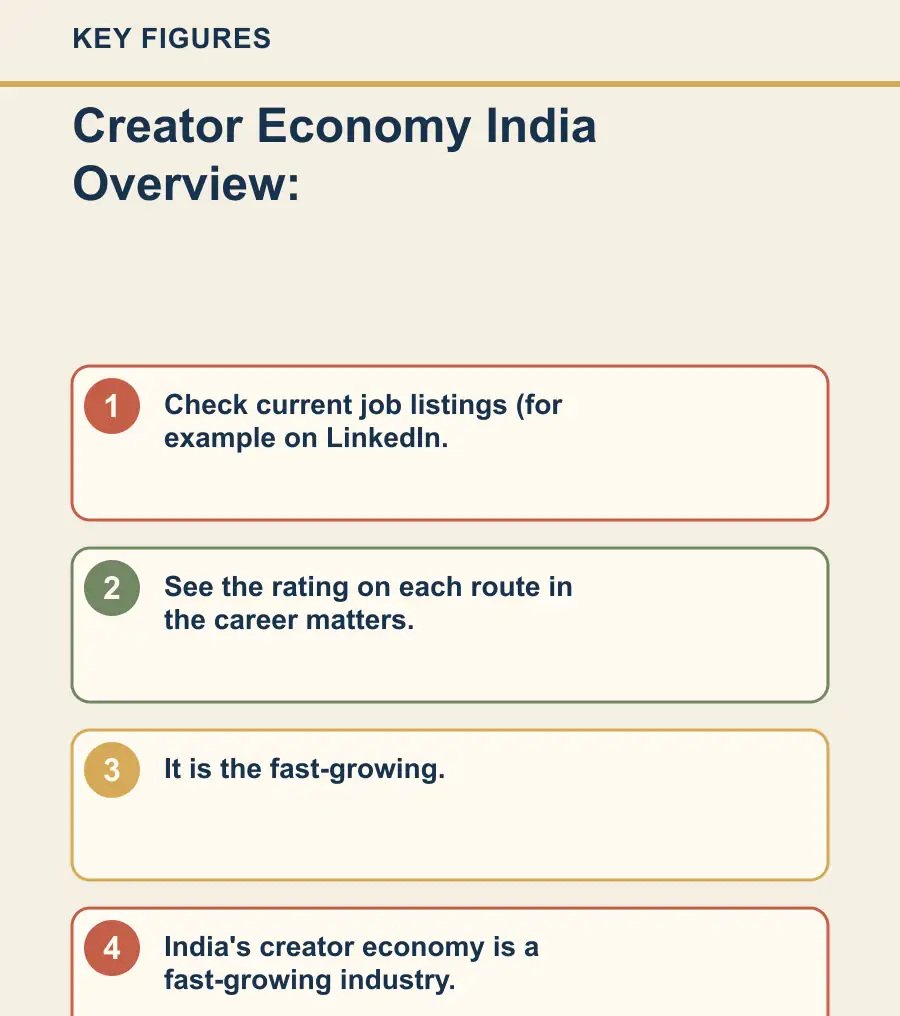 KEY FIGURES
Creator Economy India
Overview:
1
Check current job listings (for
example on LinkedIn.
2
See the rating on each route in
the career matters.
3
It is the fast-growing.
4
India's creator economy is a
fast-growing industry.